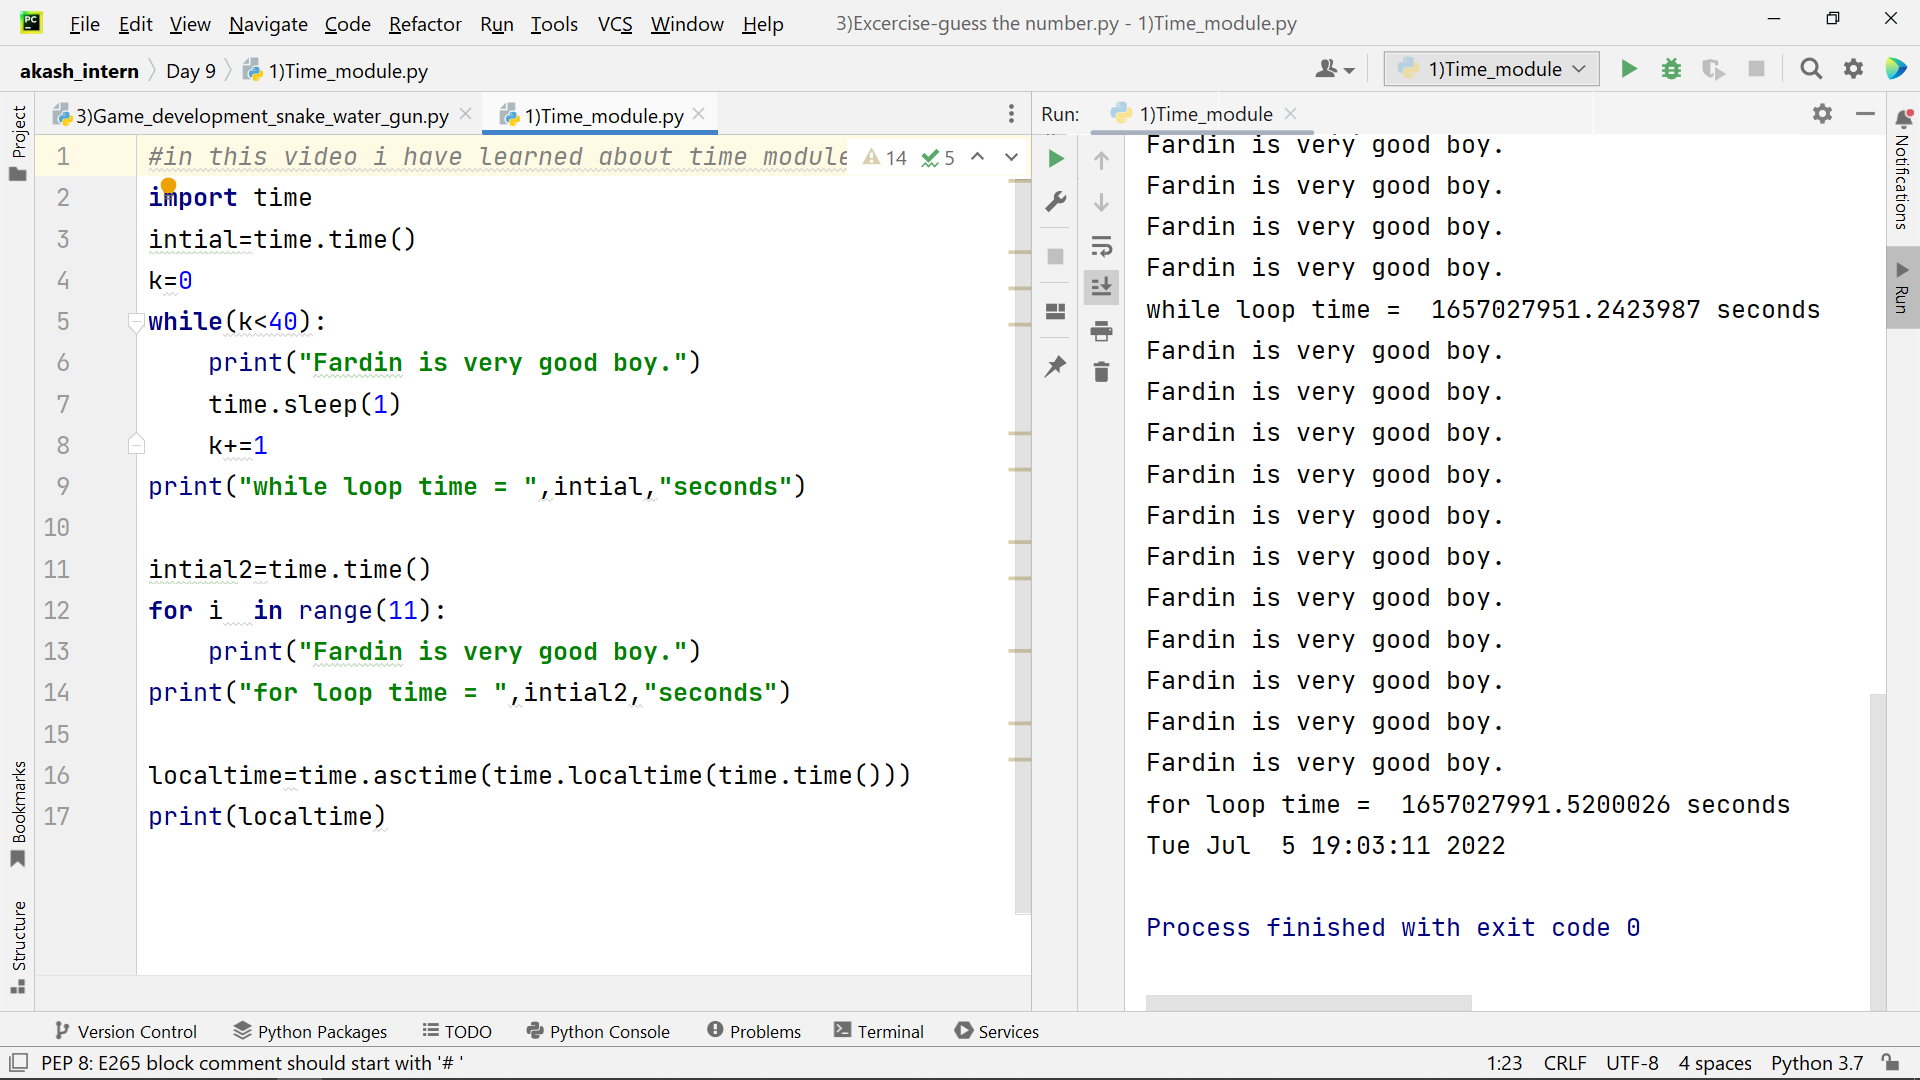 PC File Edit View Navigate Code Refactor Run Tools VCS Window Help 3)Excercise-guess the number.py - 1)Time_module.py
akash_intern Day 9 1)Time_module.py 1)Time_module
3)Game_development_snake_water_gun.py 1)Time_module.py
Run: 1)Time_module
Project
Bookmarks
Structure
Notifications
Run
14 5
1 #in this video i have learned about time module
2 import time
3 intial=time.time()
4 k=0
5 while(k<40):
6 print("Fardin is very good boy.")
7 time.sleep(1)
8 k+=1
9 print("while loop time = ",intial,"seconds")
10
11 intial2=time.time()
12 for i  in range(11):
13 print("Fardin is very good boy.")
14 print("for loop time = ",intial2,"seconds")
15
16 localtime=time.asctime(time.localtime(time.time()))
17 print(localtime)
Fardin is very good boy.
Fardin is very good boy.
Fardin is very good boy.
Fardin is very good boy.
while loop time =  1657027951.2423987 seconds
Fardin is very good boy.
Fardin is very good boy.
Fardin is very good boy.
Fardin is very good boy.
Fardin is very good boy.
Fardin is very good boy.
Fardin is very good boy.
Fardin is very good boy.
Fardin is very good boy.
Fardin is very good boy.
Fardin is very good boy.
for loop time =  1657027991.5200026 seconds
Tue Jul  5 19:03:11 2022
Process finished with exit code 0
Version Control Python Packages TODO Python Console Problems Terminal Services
PEP 8: E265 block comment should start with '# ' 1:23 CRLF UTF-8 4 spaces Python 3.7